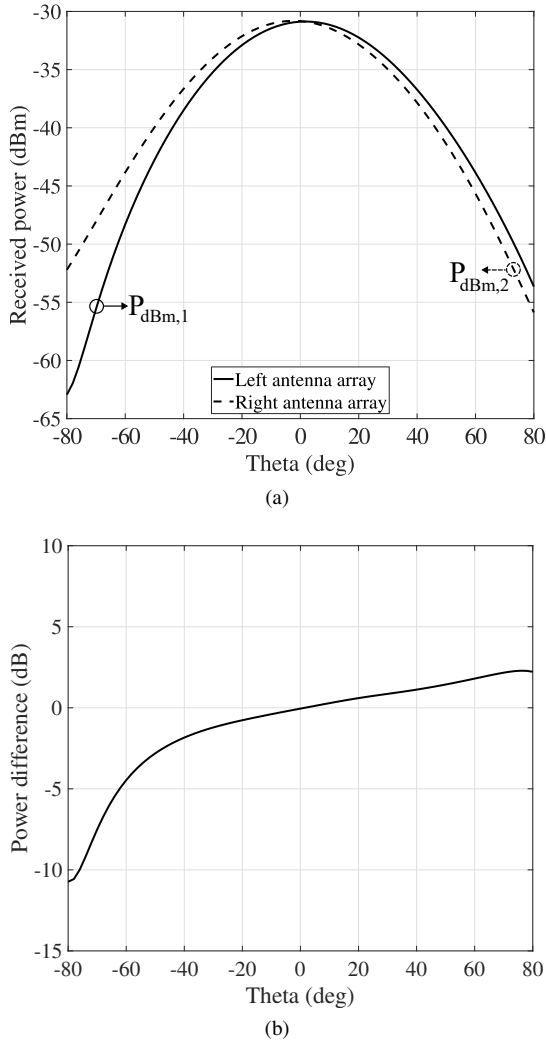 -30
-35
-40
-45
-50
-55
-60
-65
Received power (dBm)
PdBm,1
PdBm,2
Left antenna array
Right antenna array
-80 -60 -40 -20 0 20 40 60 80
Theta (deg)
(a)
10
5
0
-5
-10
-15
Power difference (dB)
-80 -60 -40 -20 0 20 40 60 80
Theta (deg)
(b)